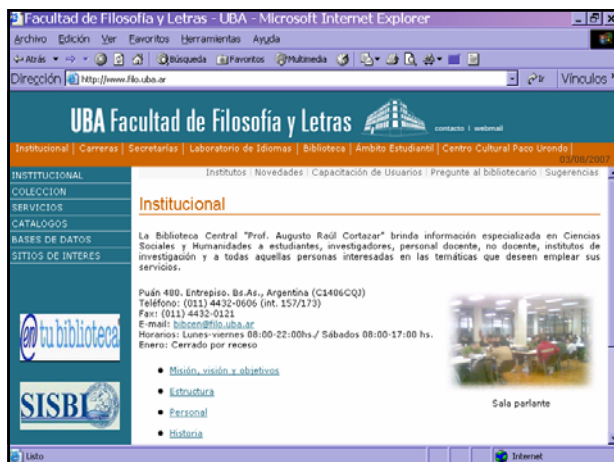 Facultad de Filosofía y Letras - UBA - Microsoft Internet Explorer
Archivo Edición Ver Favoritos Herramientas Ayuda
Atrás Búsqueda Favoritos Multimedia
Dirección http://www.filo.uba.ar Ir Vínculos
UBA Facultad de Filosofía y Letras
contacto | webmail
Institucional | Carreras | Secretarías | Laboratorio de Idiomas | Biblioteca | Ámbito Estudiantil | Centro Cultural Paco Urondo |
03/08/2007
Institutos | Novedades | Capacitación de Usuarios | Pregunte al bibliotecario | Sugerencias
INSTITUCIONAL
COLECCION
SERVICIOS
CATALOGOS
BASES DE DATOS
SITIOS DE INTERES
en tu biblioteca
SISBI
Institucional
La Biblioteca Central "Prof. Augusto Raúl Cortazar" brinda información especializada en Ciencias
Sociales y Humanidades a estudiantes, investigadores, personal docente, no docente, institutos de
investigación y a todas aquellas personas interesadas en las temáticas que deseen emplear sus
servicios.
Puán 480. Entrepiso. Bs.As., Argentina (C1406CQJ)
Teléfono: (011) 4432-0606 (int. 157/173)
Fax: (011) 4432-0121
E-mail: bibcen@filo.uba.ar
Horarios: Lunes-viernes 08:00-22:00hs./ Sábados 08:00-17:00 hs.
Enero: Cerrado por receso
Misión, visión y objetivos
Estructura
Personal
Historia
Sala parlante
Listo
Internet